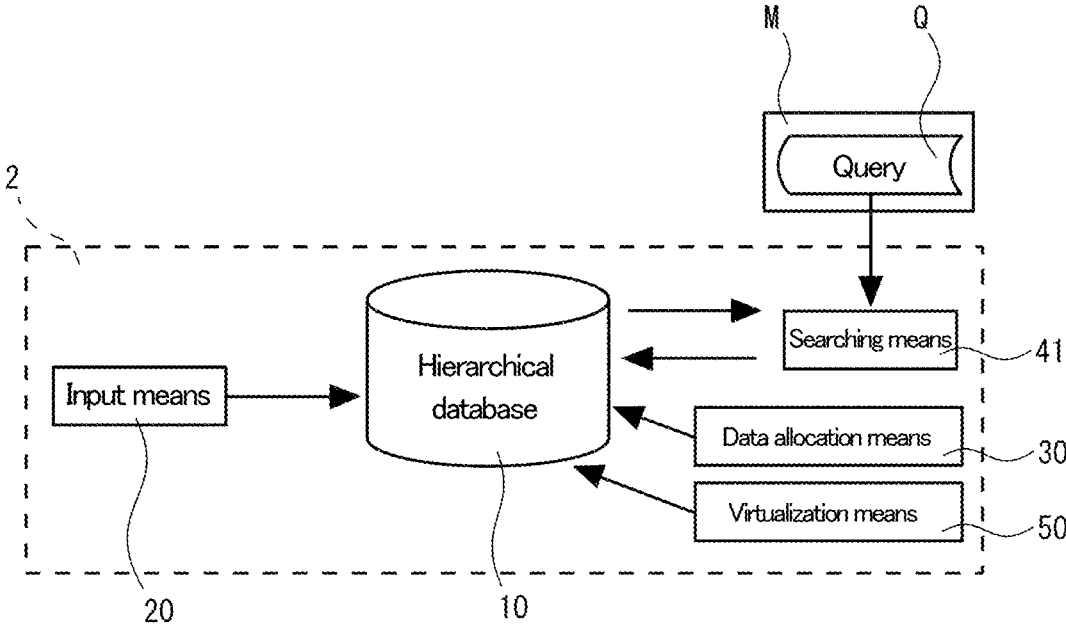 M
Q
Query
2
Searching means
41
Hierarchical
database
Input means
Data allocation means
30
Virtualization means
50
20
10